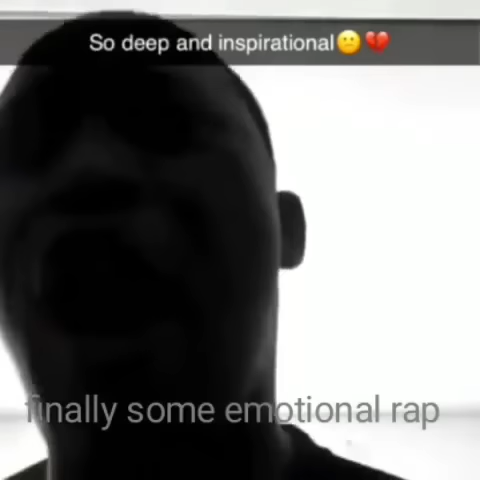 So deep and inspirational😕💔
finally some emotional rap